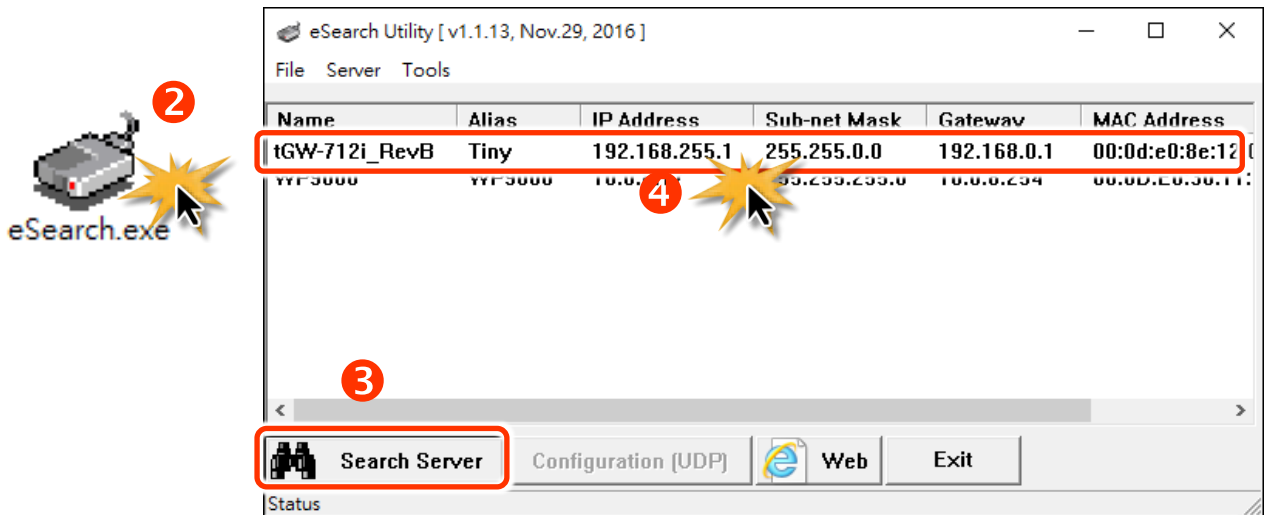 eSearch Utility [ v1.1.13, Nov.29, 2016 ]
File Server Tools
2
Name Alias IP Address Sub-net Mask Gateway MAC Address
tGW-712i_RevB Tiny 192.168.255.1 255.255.0.0 192.168.0.1 00:0d:e0:8e:12
4
eSearch.exe
3
Search Server Configuration (UDP) Web Exit
Status